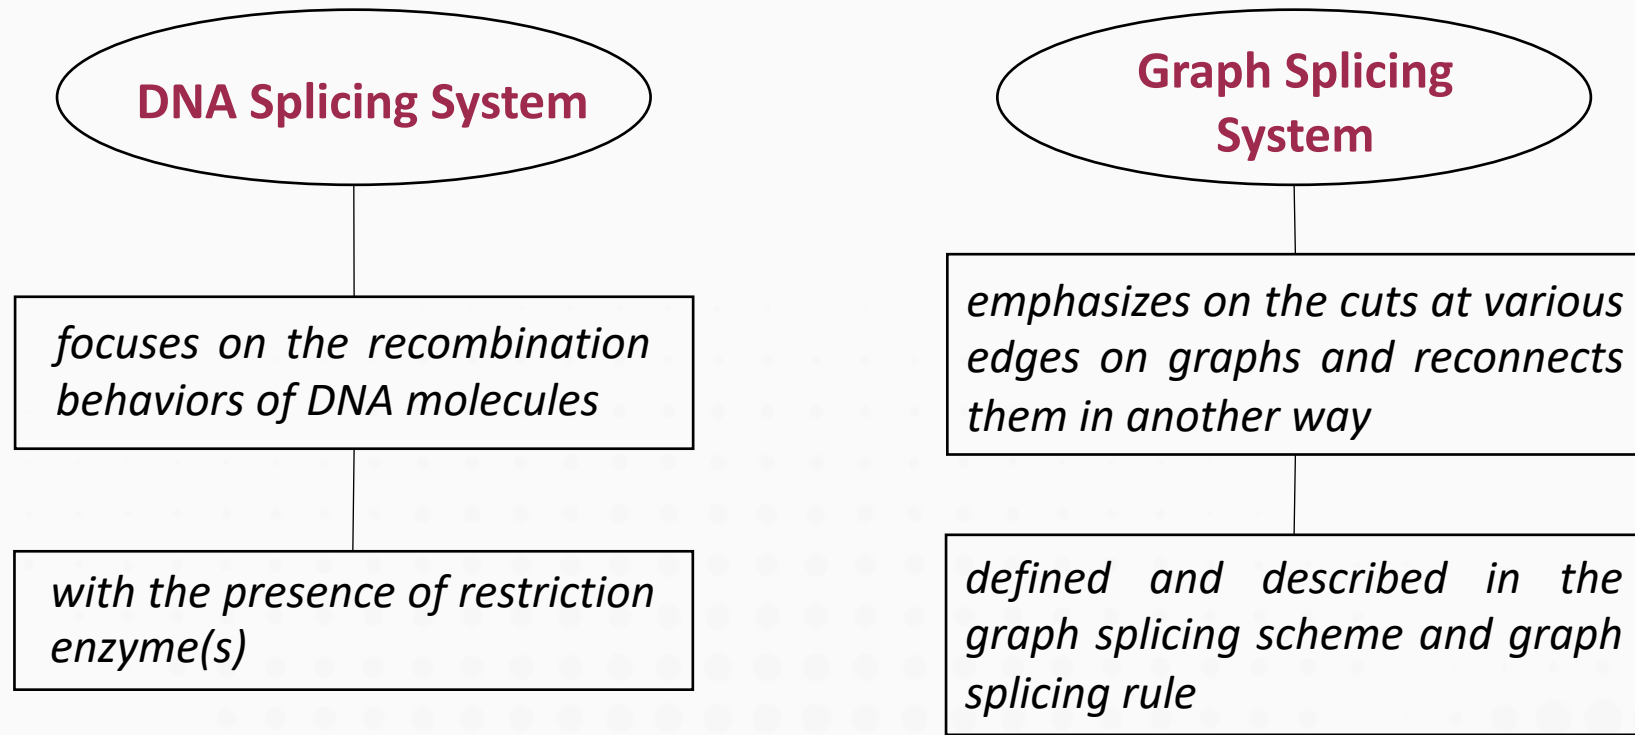 DNA Splicing System
focuses on the recombination
behaviors of DNA molecules
with the presence of restriction
enzyme(s)
Graph Splicing
System
emphasizes on the cuts at various
edges on graphs and reconnects
them in another way
defined and described in the
graph splicing scheme and graph
splicing rule